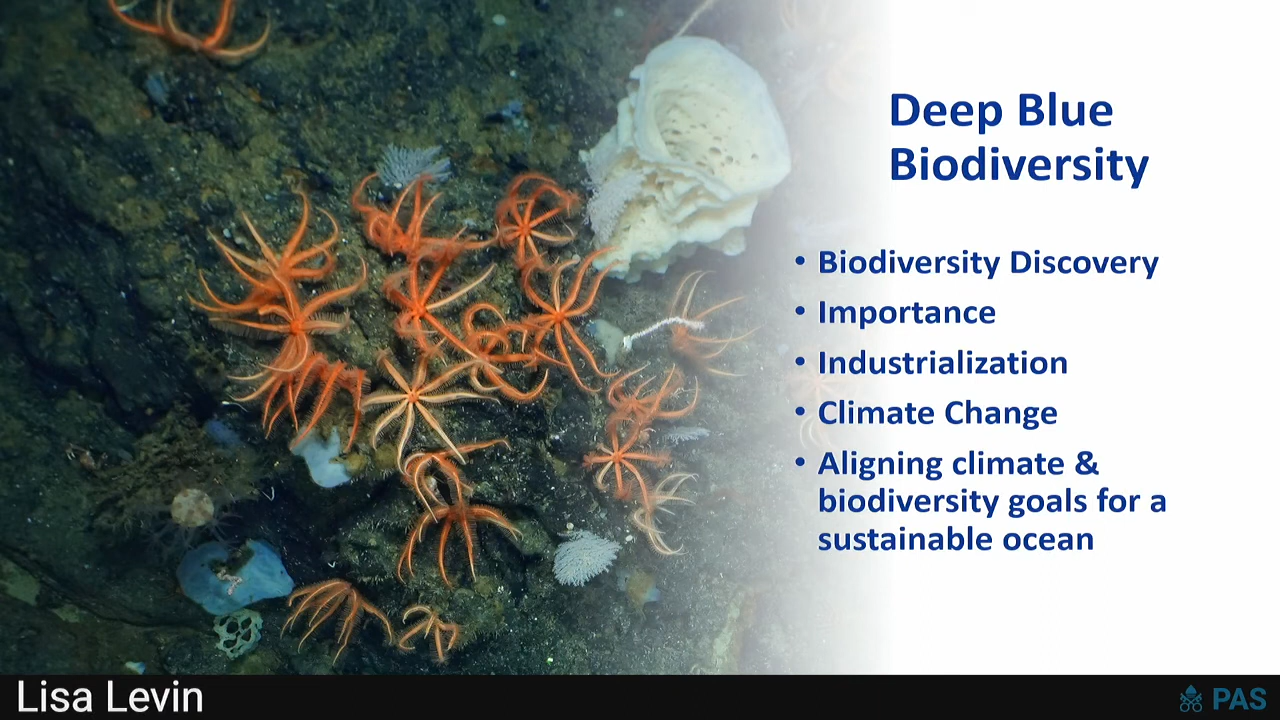 Deep Blue
Biodiversity
• Biodiversity Discovery
• Importance
• Industrialization
• Climate Change
• Aligning climate &
biodiversity goals for a
sustainable ocean
Lisa Levin
PAS